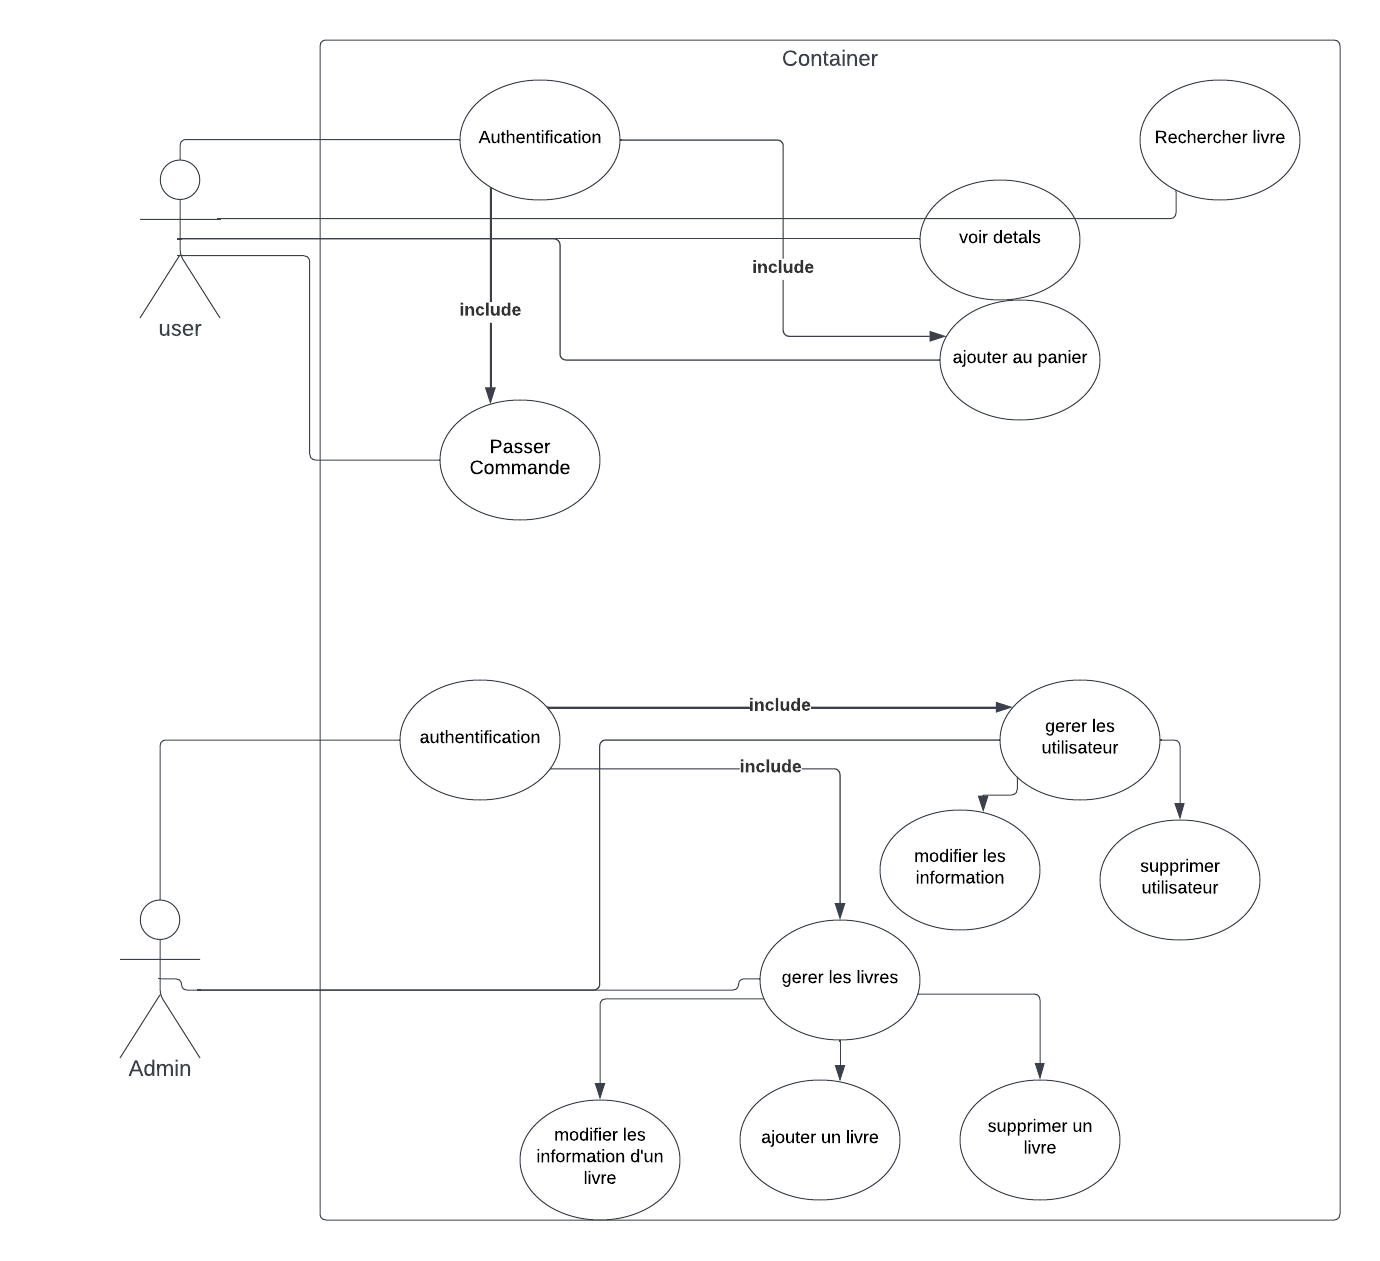 Container
Authentification
Rechercher livre
voir detals
include
include
user
ajouter au panier
Passer
Commande
include
authentification
gerer les
utilisateur
include
modifier les
information
supprimer
utilisateur
gerer les livres
Admin
modifier les
information d'un
livre
ajouter un livre
supprimer un
livre